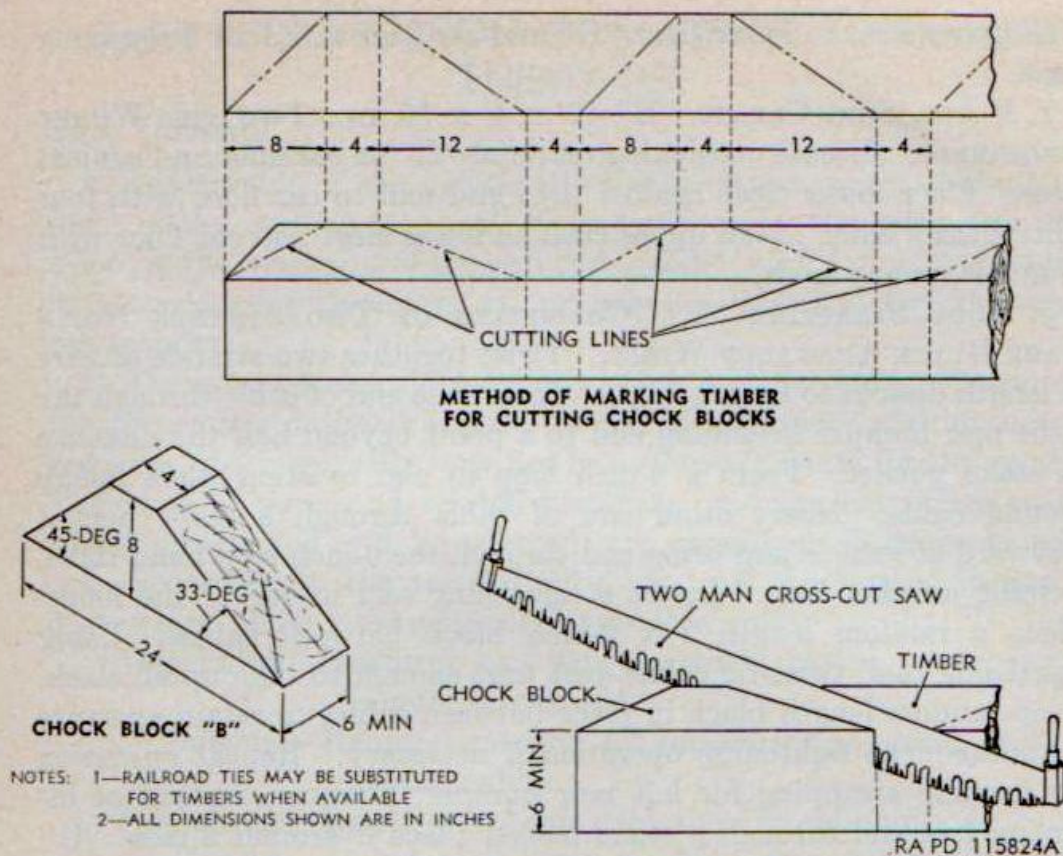 8 4 12 4 8 4 12 4
CUTTING LINES
METHOD OF MARKING TIMBER
FOR CUTTING CHOCK BLOCKS
4
45-DEG 8
33-DEG
24
6 MIN
CHOCK BLOCK "B"
NOTES: 1—RAILROAD TIES MAY BE SUBSTITUTED
FOR TIMBERS WHEN AVAILABLE
2—ALL DIMENSIONS SHOWN ARE IN INCHES
TWO MAN CROSS-CUT SAW
TIMBER
CHOCK BLOCK
6 MIN
RA PD 115824A